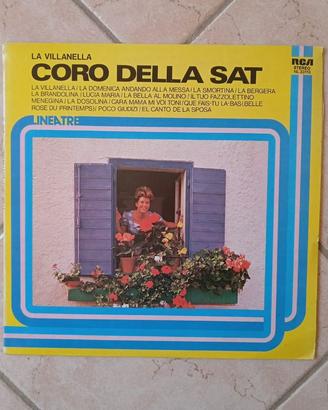 LA VILLANELLA
CORO DELLA SAT
RCA
STEREO
LA VILLANELLA / LA DOMENICA ANDANDO ALLA MESSA / LA SMORTINA / LA BERGERA
LA BRANDOLINA / LUCIA MARIA / LA BELLA AL MOLINO / IL TUO FAZZOLETTINO
MENEGINA / LA DOSOLINA / CARA MAMA MI VOI TONI / QUE FAIS-TU LA-BAS (BELLE
ROSE DU PRINTEMPS) / POCO GIUDIZI / EL CANTO DE LA SPOSA
LINEATRE